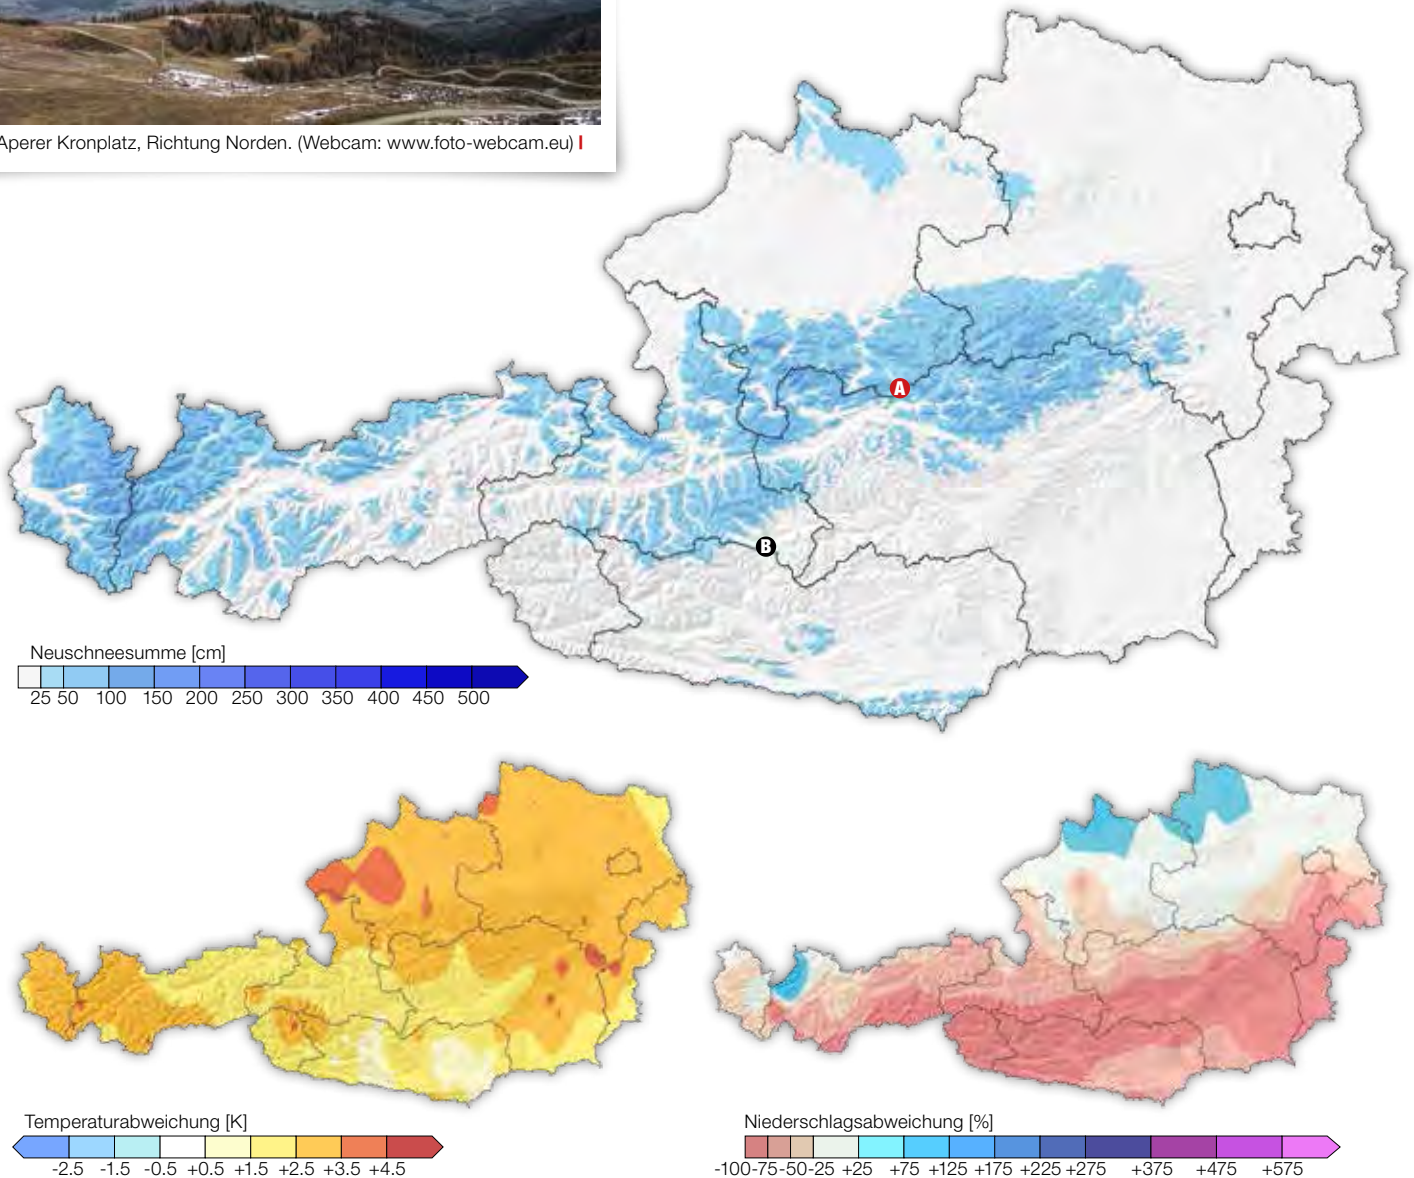 Aperer Kronplatz, Richtung Norden. (Webcam: www.foto-webcam.eu) I
A
B
Neuschneesumme [cm]
25 50 100 150 200 250 300 350 400 450 500
Temperaturabweichung [K]
-2.5 -1.5 -0.5 +0.5 +1.5 +2.5 +3.5 +4.5
Niederschlagsabweichung [%]
-100 -75 -50 -25 +25 +75 +125 +175 +225 +275 +375 +475 +575